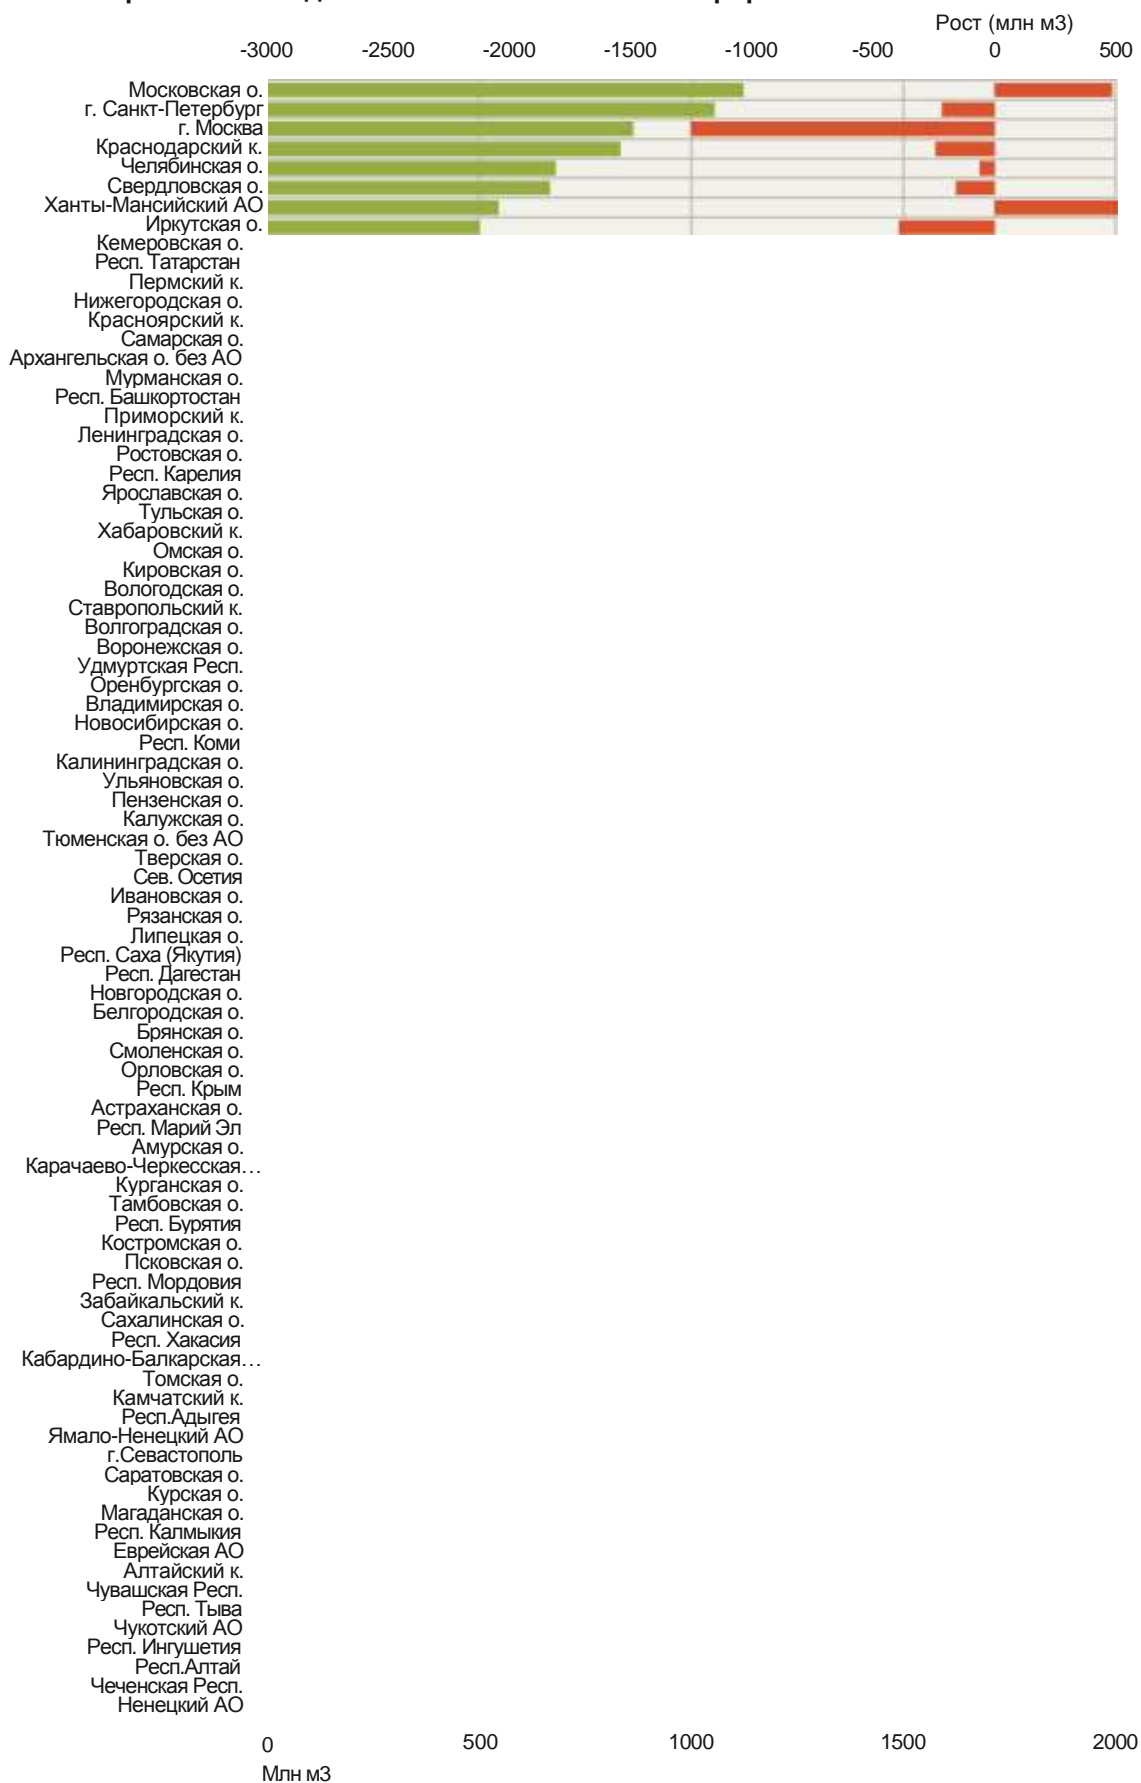 Рост (млн м3)
-3000 -2500 -2000 -1500 -1000 -500 0 500
Московская о.
г. Санкт-Петербург
г. Москва
Краснодарский к.
Челябинская о.
Свердловская о.
Ханты-Мансийский АО
Иркутская о.
Кемеровская о.
Респ. Татарстан
Пермский к.
Нижегородская о.
Красноярский к.
Самарская о.
Архангельская о. без АО
Мурманская о.
Респ. Башкортостан
Приморский к.
Ленинградская о.
Ростовская о.
Респ. Карелия
Ярославская о.
Тульская о.
Хабаровский к.
Омская о.
Кировская о.
Вологодская о.
Ставропольский к.
Волгоградская о.
Воронежская о.
Удмуртская Респ.
Оренбургская о.
Владимирская о.
Новосибирская о.
Респ. Коми
Калининградская о.
Ульяновская о.
Пензенская о.
Калужская о.
Тюменская о. без АО
Тверская о.
Сев. Осетия
Ивановская о.
Рязанская о.
Липецкая о.
Респ. Саха (Якутия)
Респ. Дагестан
Новгородская о.
Белгородская о.
Брянская о.
Смоленская о.
Орловская о.
Респ. Крым
Астраханская о.
Респ. Марий Эл
Амурская о.
Карачаево-Черкесская…
Курганская о.
Тамбовская о.
Респ. Бурятия
Костромская о.
Псковская о.
Респ. Мордовия
Забайкальский к.
Сахалинская о.
Респ. Хакасия
Кабардино-Балкарская…
Томская о.
Камчатский к.
Респ.Адыгея
Ямало-Ненецкий АО
г.Севастополь
Саратовская о.
Курская о.
Магаданская о.
Респ. Калмыкия
Еврейская АО
Алтайский к.
Чувашская Респ.
Респ. Тыва
Чукотский АО
Респ. Ингушетия
Респ.Алтай
Чеченская Респ.
Ненецкий АО
0 500 1000 1500 2000
Млн м3